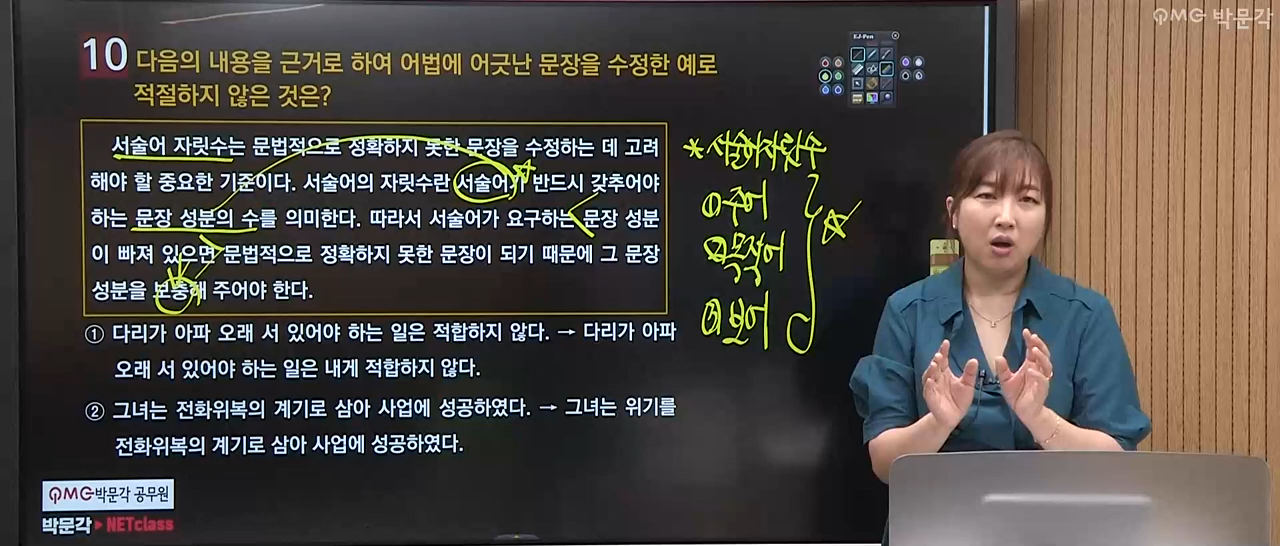 QMG 박문각
10 다음의 내용을 근거로 하여 어법에 어긋난 문장을 수정한 예로
적절하지 않은 것은?
EJ-Pen
서술어 자릿수는 문법적으로 정확하지 못한 문장을 수정하는 데 고려
해야 할 중요한 기준이다. 서술어의 자릿수란 서술어가 반드시 갖추어야
하는 문장 성분의 수를 의미한다. 따라서 서술어가 요구하는 문장 성분
이 빠져 있으면 문법적으로 정확하지 못한 문장이 되기 때문에 그 문장
성분을 보충해 주어야 한다.
* 서술어자릿수
①주어
②목적어
③보어
① 다리가 아파 오래 서 있어야 하는 일은 적합하지 않다. → 다리가 아파
오래 서 있어야 하는 일은 내게 적합하지 않다.
② 그녀는 전화위복의 계기로 삼아 사업에 성공하였다. → 그녀는 위기를
전화위복의 계기로 삼아 사업에 성공하였다.
QMG박문각 공무원
박문각 NETclass